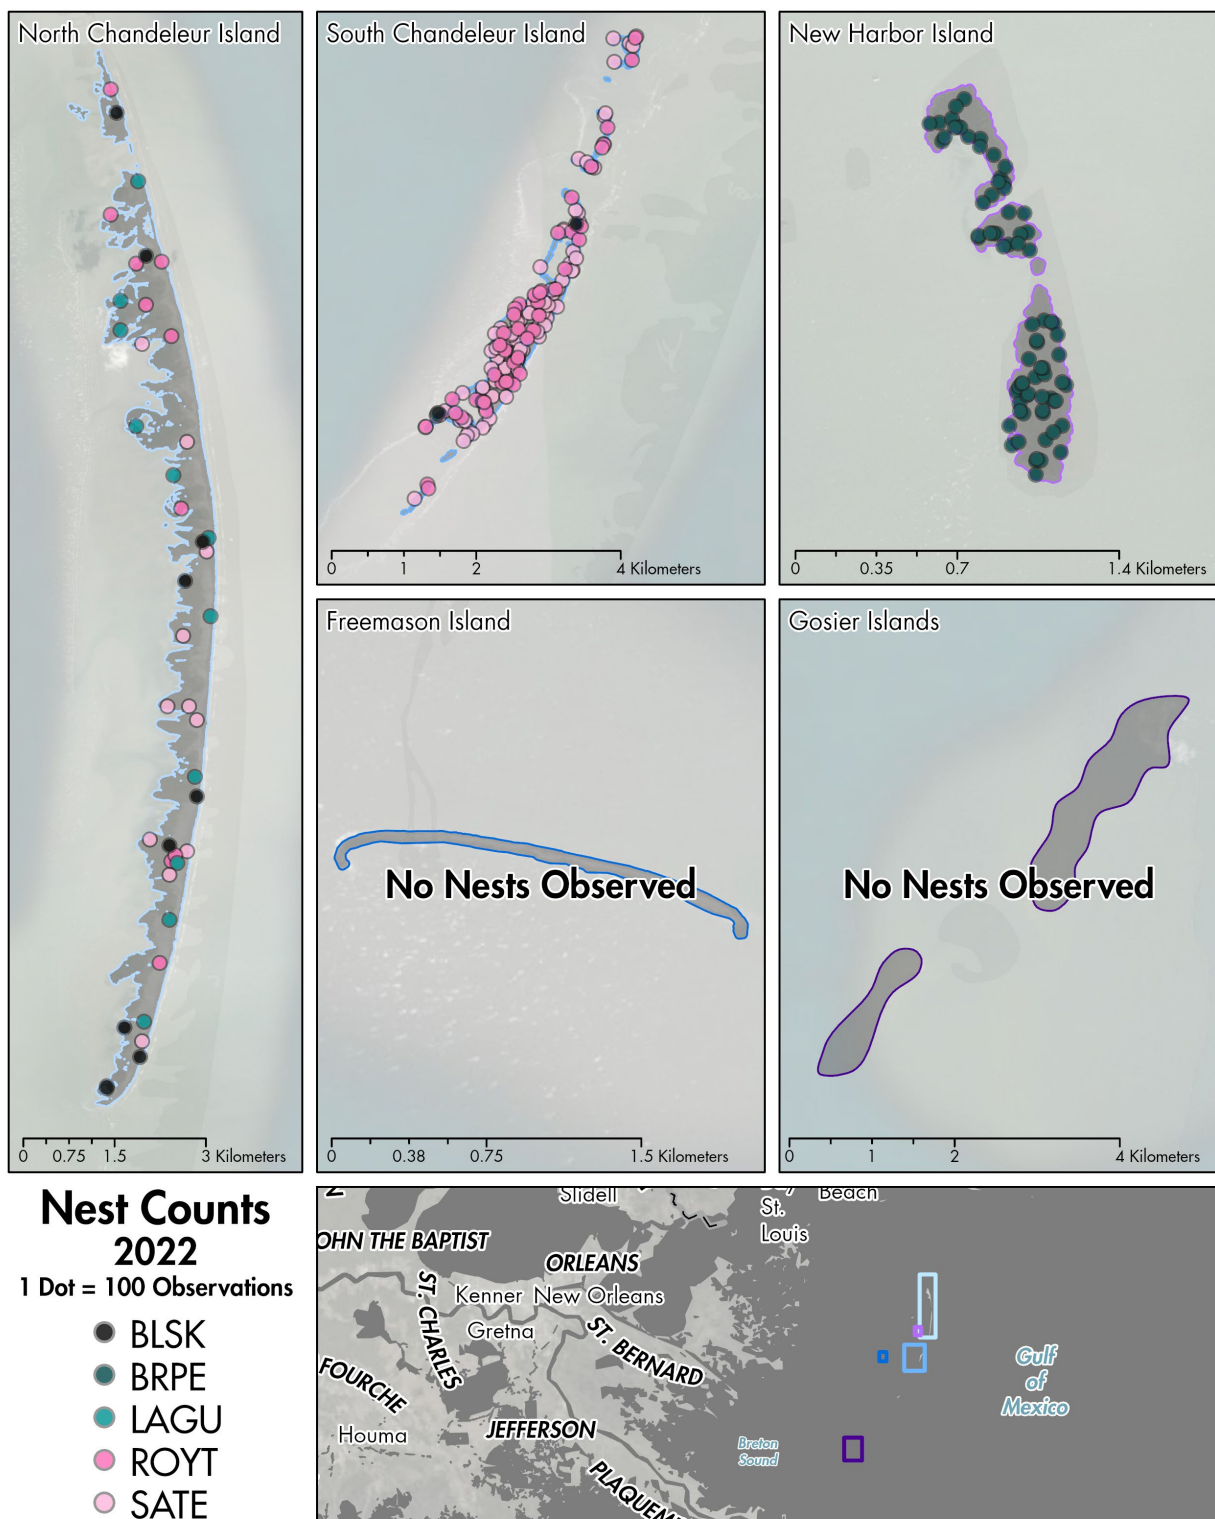 North Chandeleur Island
0 0.75 1.5 3 Kilometers
South Chandeleur Island
0 1 2 4 Kilometers
New Harbor Island
0 0.35 0.7 1.4 Kilometers
Freemason Island
No Nests Observed
0 0.38 0.75 1.5 Kilometers
Gosier Islands
No Nests Observed
0 1 2 4 Kilometers
Nest Counts
2022
1 Dot = 100 Observations
BLSK
BRPE
LAGU
ROYT
SATE
Slidell
St.
Louis
Beach
OHN THE BAPTIST
ORLEANS
ST. CHARLES
Kenner
New Orleans
Gretna
ST. BERNARD
FOURCHE
Houma
JEFFERSON
PLAQUEM
Breton
Sound
Gulf
of
Mexico